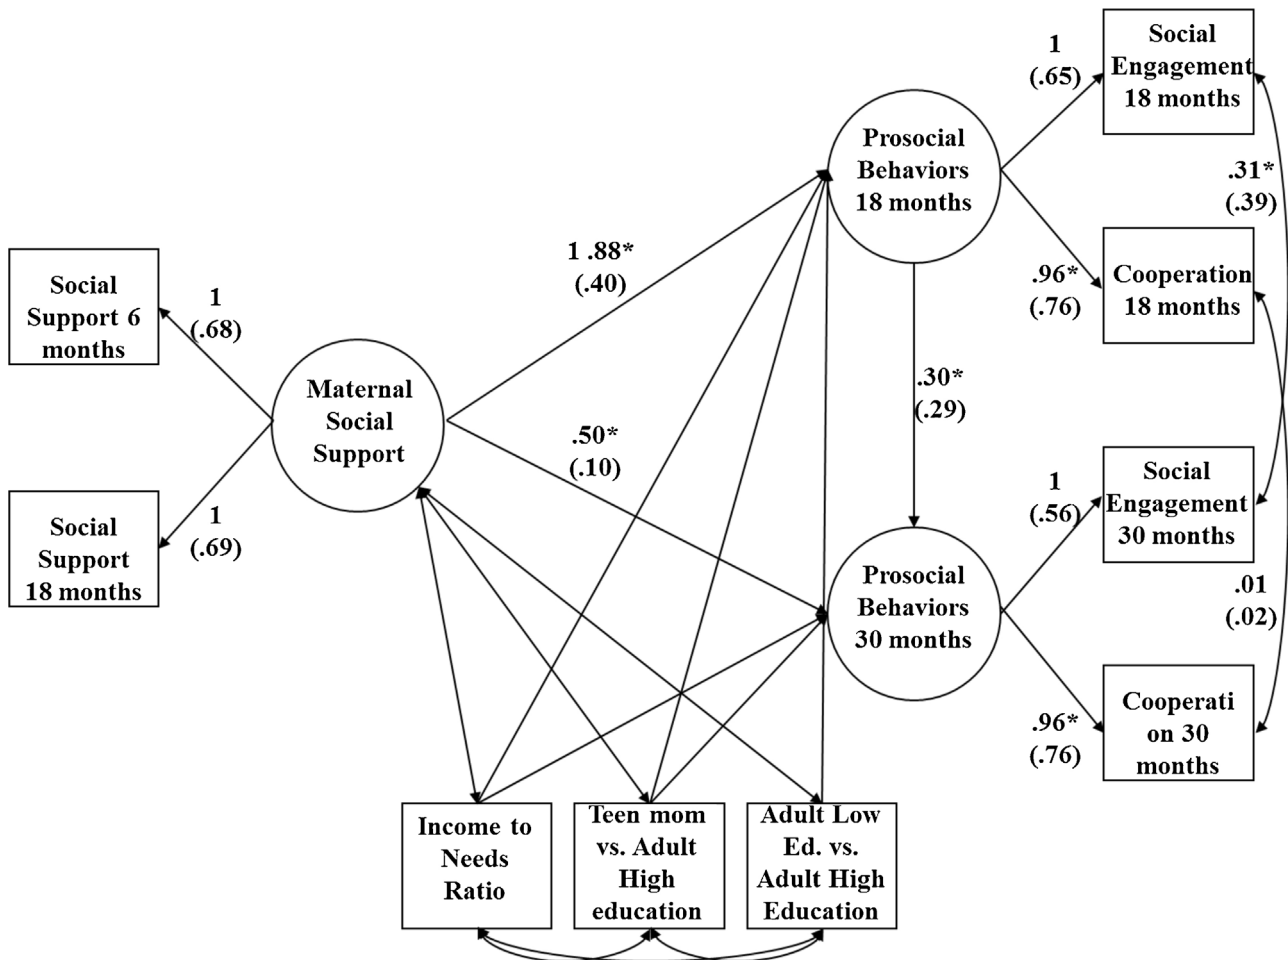 Social
Engagement
18 months
1
(.65)
Prosocial
Behaviors
18 months
.31*
(.39)
1 .88*
(.40)
.96*
(.76)
Cooperation
18 months
Social
Support 6
months
1
(.68)
Maternal
Social
Support
.30*
(.29)
.50*
(.10)
1
(.56)
Social
Engagement
30 months
Social
Support
18 months
1
(.69)
Prosocial
Behaviors
30 months
.01
(.02)
.96*
(.76)
Cooperati
on 30
months
Income to
Needs
Ratio
Teen mom
vs. Adult
High
education
Adult Low
Ed. vs.
Adult High
Education